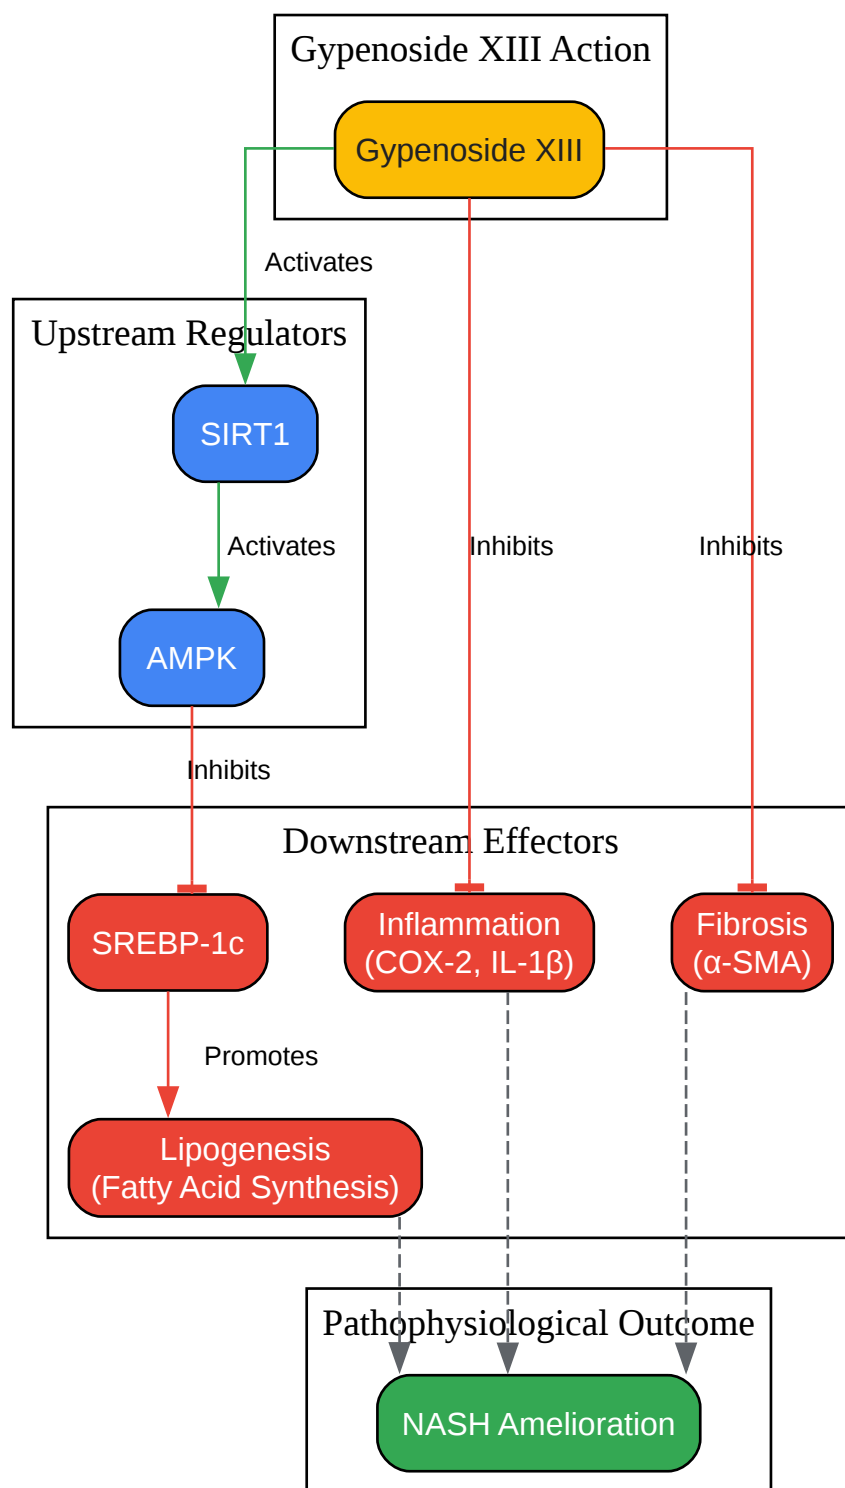 Gypenoside XIII Action
Gypenoside XIII
Activates
Upstream Regulators
SIRT1
Activates
Inhibits
Inhibits
AMPK
Inhibits
Downstream Effectors
SREBP-1c
Inflammation
(COX-2, IL-1β)
Fibrosis
(α-SMA)
Promotes
Lipogenesis
(Fatty Acid Synthesis)
Pathophysiological Outcome
NASH Amelioration